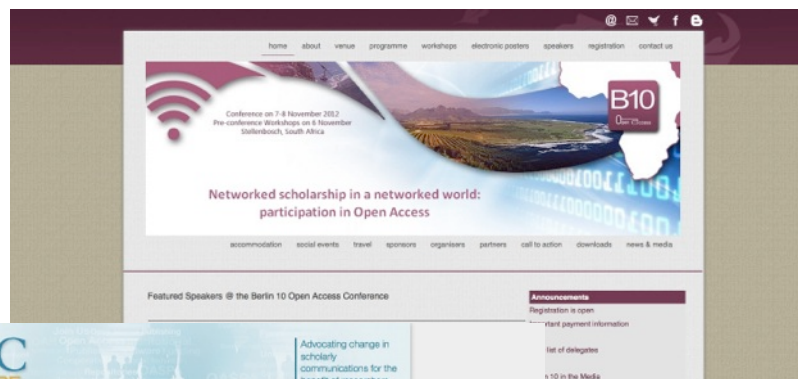 home about venue programme workshops electronic posters speakers registration contact us
Conference on 7-8 November 2012
Pre-conference Workshops on 6 November
Stellenbosch, South Africa
B10
Networked scholarship in a networked world:
participation in Open Access
accommodation social events travel sponsors organisers partners call to action downloads news & media
Featured Speakers @ the Berlin 10 Open Access Conference
Announcements
Registration is open
payment information
list of delegates
10 in the Media
C
Advocating change in
scholarly
communications for the